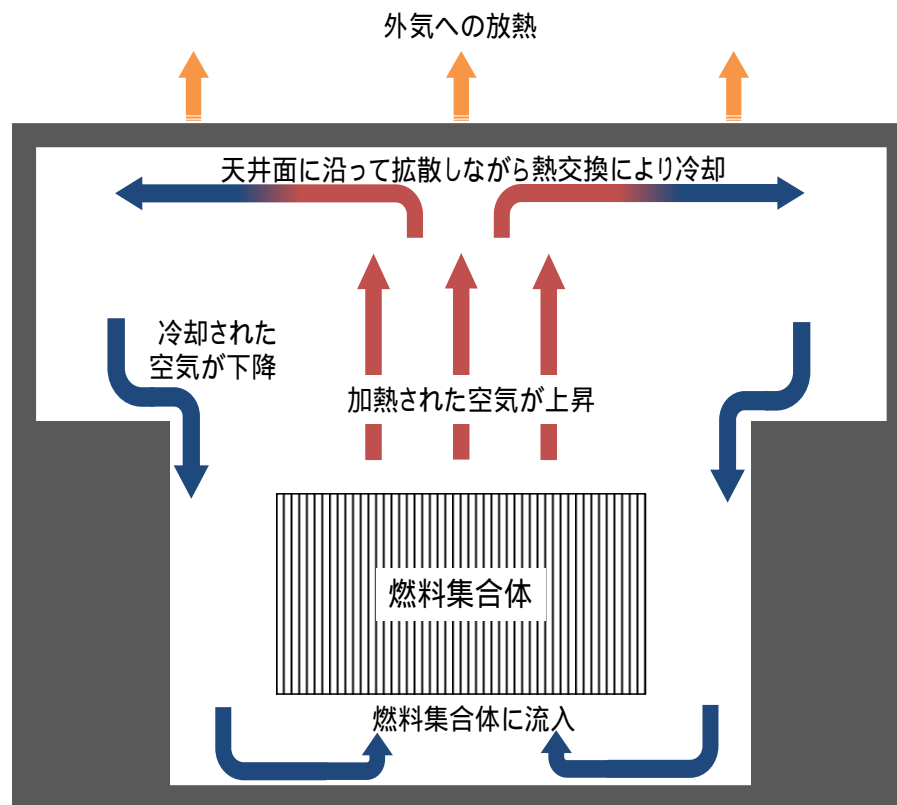 外気への放熱
天井面に沿って拡散しながら熱交換により冷却
冷却された
空気が下降
加熱された空気が上昇
燃料集合体
燃料集合体に流入